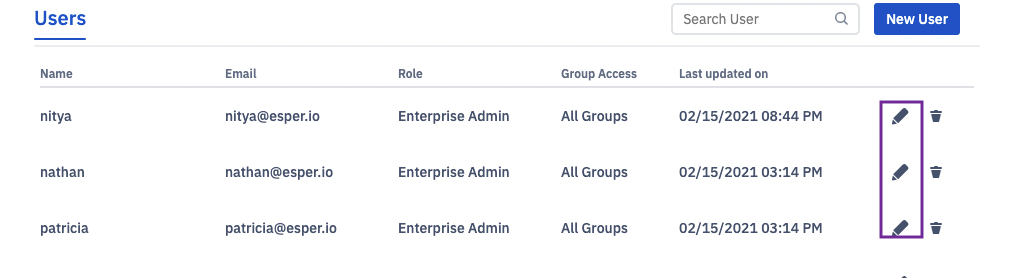 Users
Search User
New User
Name Email Role Group Access Last updated on
nitya nitya@esper.io Enterprise Admin All Groups 02/15/2021 08:44 PM
nathan nathan@esper.io Enterprise Admin All Groups 02/15/2021 03:14 PM
patricia patricia@esper.io Enterprise Admin All Groups 02/15/2021 03:14 PM